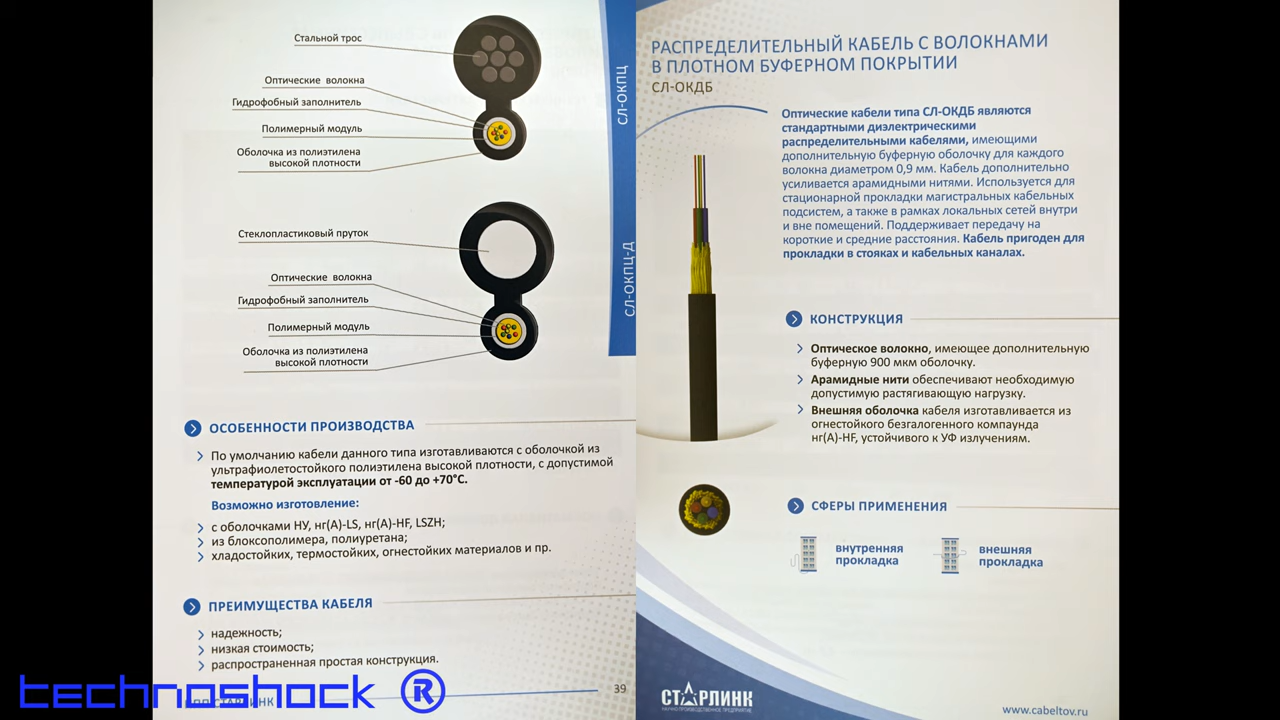 Стальной трос
Оптические волокна
Гидрофобный заполнитель
Полимерный модуль
Оболочка из полиэтилена
высокой плотности
СЛ-ОКПЦ
Стеклопластиковый пруток
Оптические волокна
Гидрофобный заполнитель
Полимерный модуль
Оболочка из полиэтилена
высокой плотности
СЛ-ОКПЦ-Д
ОСОБЕННОСТИ ПРОИЗВОДСТВА
По умолчанию кабели данного типа изготавливаются с оболочкой из
ультрафиолетостойкого полиэтилена высокой плотности, с допустимой
температурой эксплуатации от -60 до +70°С.
Возможно изготовление:
с оболочками НУ, нг(А)-LS, нг(А)-HF, LSZH;
из блоксополимера, полиуретана;
хладостойких, термостойких, огнестойких материалов и пр.
ПРЕИМУЩЕСТВА КАБЕЛЯ
надежность;
низкая стоимость;
распространенная простая конструкция.
technoshock ®
НПП СТАРЛИНК
39
РАСПРЕДЕЛИТЕЛЬНЫЙ КАБЕЛЬ С ВОЛОКНАМИ
В ПЛОТНОМ БУФЕРНОМ ПОКРЫТИИ
СЛ-ОКДБ
Оптические кабели типа СЛ-ОКДБ являются
стандартными диэлектрическими
распределительными кабелями, имеющими
дополнительную буферную оболочку для каждого
волокна диаметром 0,9 мм. Кабель дополнительно
усиливается арамидными нитями. Используется для
стационарной прокладки магистральных кабельных
подсистем, а также в рамках локальных сетей внутри
и вне помещений. Поддерживает передачу на
короткие и средние расстояния. Кабель пригоден для
прокладки в стояках и кабельных каналах.
КОНСТРУКЦИЯ
Оптическое волокно, имеющее дополнительную
буферную 900 мкм оболочку.
Арамидные нити обеспечивают необходимую
допустимую растягивающую нагрузку.
Внешняя оболочка кабеля изготавливается из
огнестойкого безгалогенного компаунда
нг(А)-HF, устойчивого к УФ излучениям.
СФЕРЫ ПРИМЕНЕНИЯ
внутренняя
прокладка
внешняя
прокладка
СТАРЛИНК
НАУЧНО-ПРОИЗВОДСТВЕННОЕ ПРЕДПРИЯТИЕ
www.cabeltov.ru